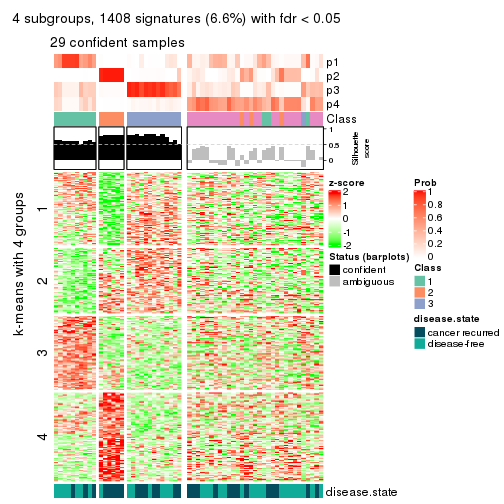 4 subgroups, 1408 signatures (6.6%) with fdr < 0.05
29 confident samples
p1
p2
p3
p4
Class
1
0.5
0
Silhouette
score
k-means with 4 groups
1
2
3
4
disease.state
z-score
2
1
0
-1
-2
Status (barplots)
confident
ambiguous
Prob
1
0.8
0.6
0.4
0.2
0
Class
1
2
3
disease.state
cancer recurred
disease-free